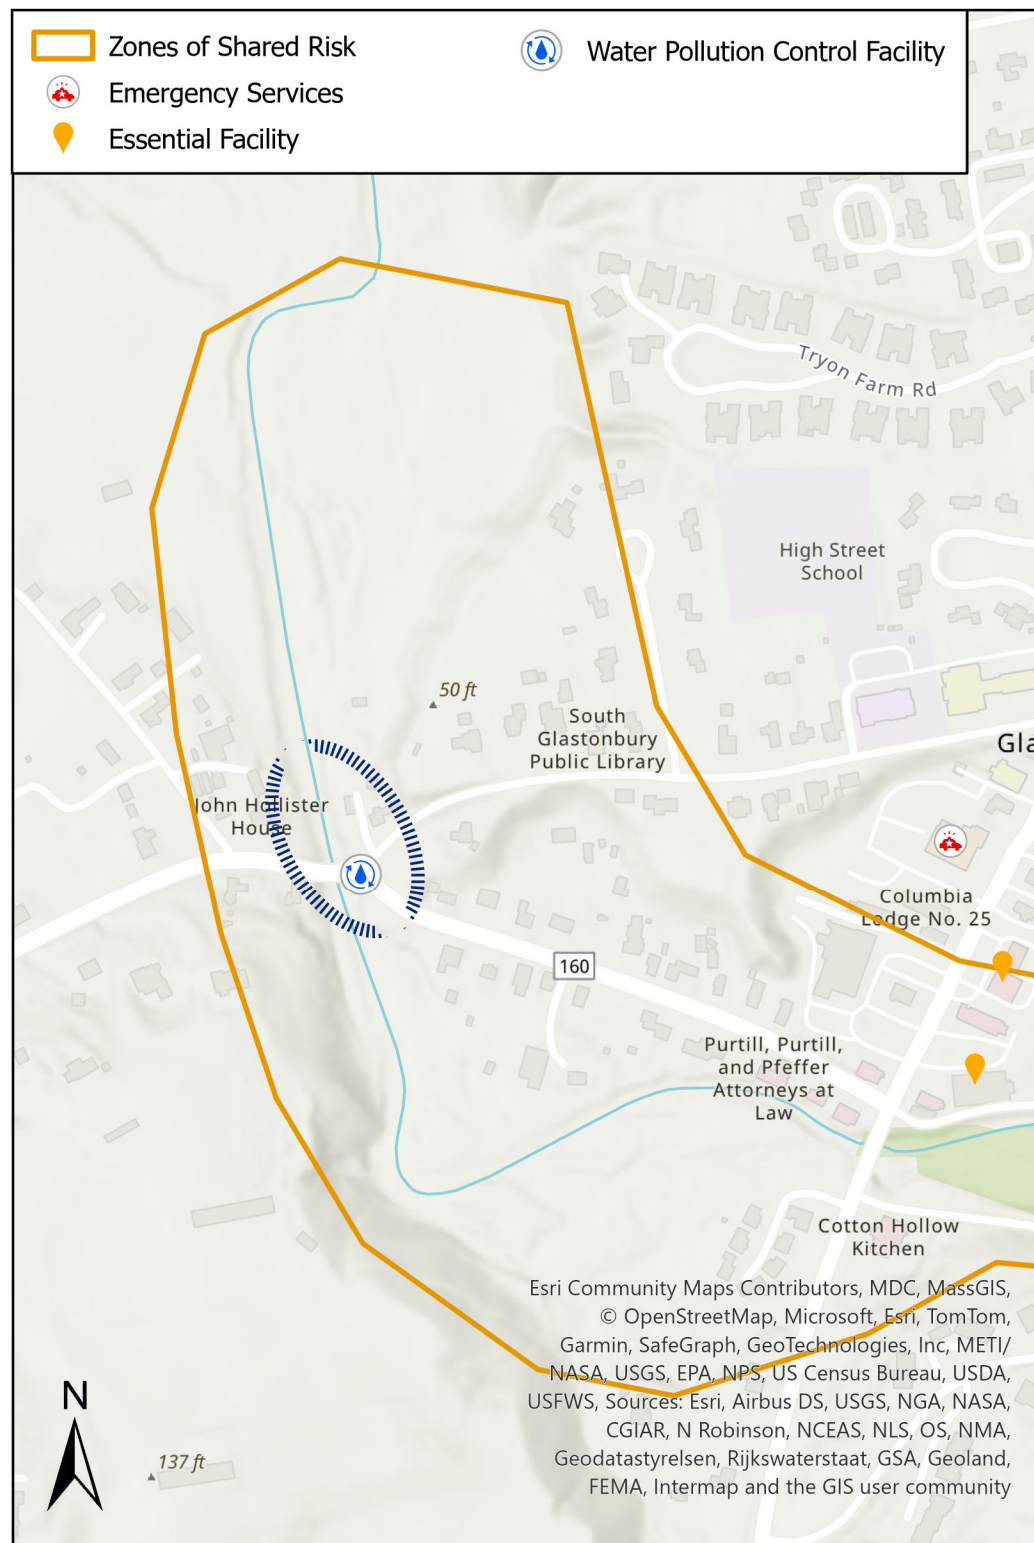 Zones of Shared Risk
Emergency Services
Essential Facility
Water Pollution Control Facility
Tryon Farm Rd
High Street
School
50 ft
South
Glastonbury
Public Library
Gla
John Hollister
House
Columbia
Lodge No. 25
160
Purtill, Purtill,
and Pfeffer
Attorneys at
Law
Cotton Hollow
Kitchen
Esri Community Maps Contributors, MDC, MassGIS,
© OpenStreetMap, Microsoft, Esri, TomTom,
Garmin, SafeGraph, GeoTechnologies, Inc, METI/
NASA, USGS, EPA, NPS, US Census Bureau, USDA,
USFWS, Sources: Esri, Airbus DS, USGS, NGA, NASA,
CGIAR, N Robinson, NCEAS, NLS, OS, NMA,
Geodatastyrelsen, Rijkswaterstaat, GSA, Geoland,
FEMA, Intermap and the GIS user community
N
137 ft